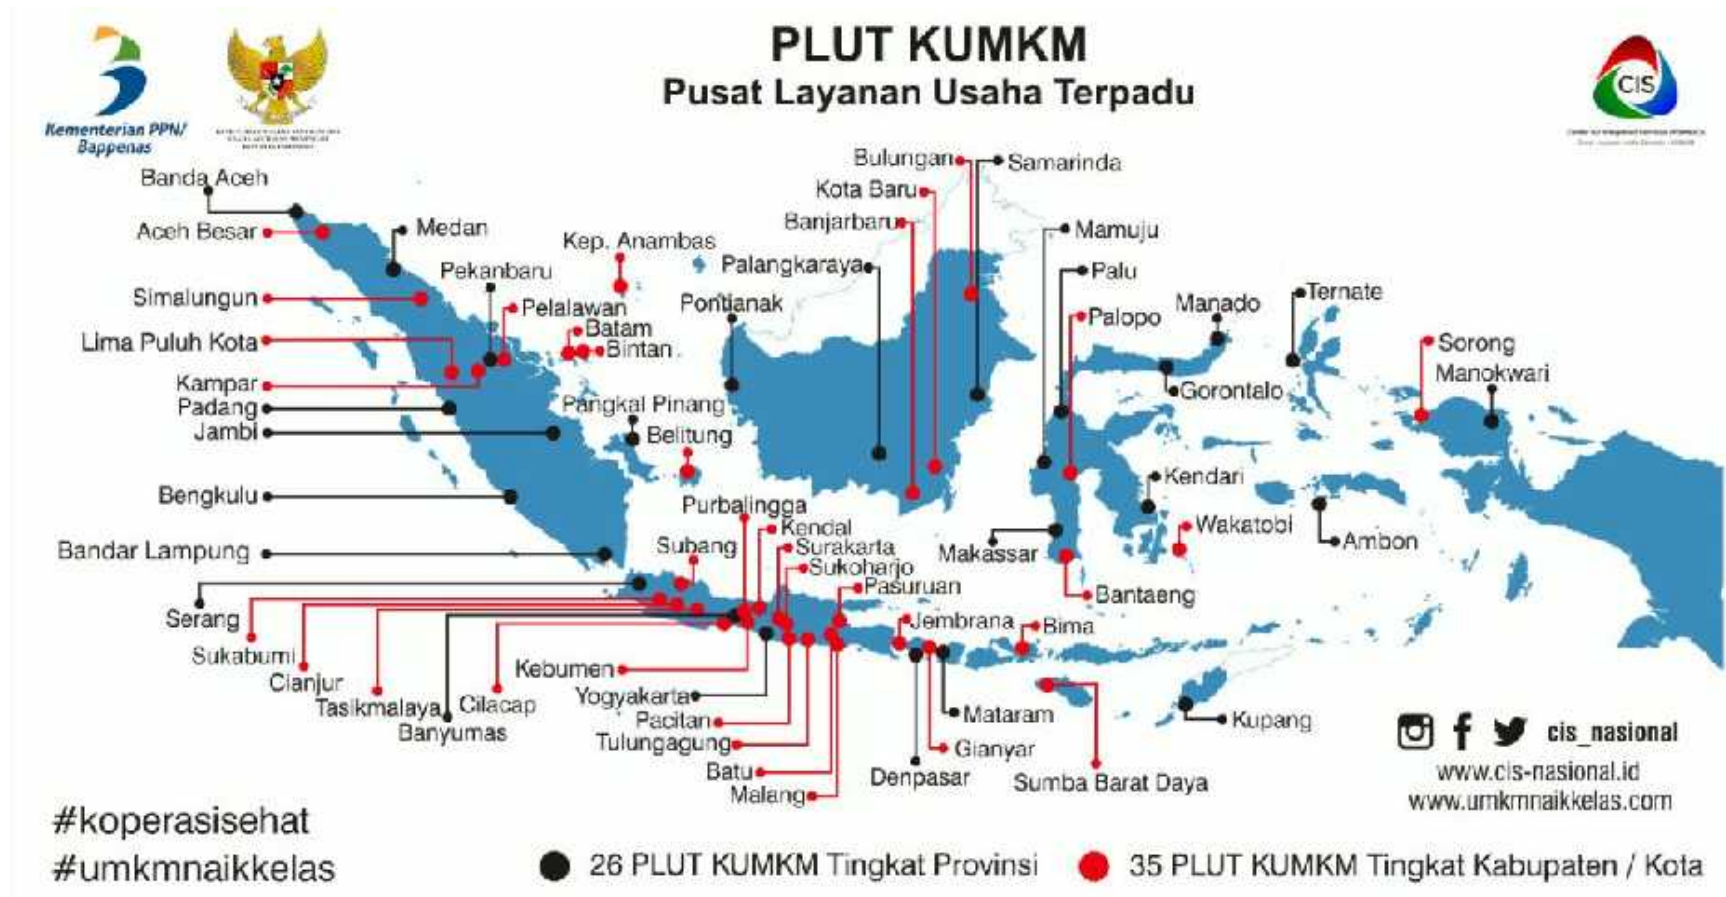 PLUT KUMKM
Pusat Layanan Usaha Terpadu
Kementerian PPN/
Bappenas
CIS
Banda Aceh
Aceh Besar
Medan
Simalungun
Pekanbaru
Pelalawan
Kep. Anambas
Batam
Bintan
Lima Puluh Kota
Kampar
Padang
Jambi
Pangkal Pinang
Belitung
Bengkulu
Bandar Lampung
Bulungan
Samarinda
Kota Baru
Banjarbaru
Palangkaraya
Pontianak
Mamuju
Palu
Palopo
Manado
Ternate
Gorontalo
Sorong
Manokwari
Kendari
Wakatobi
Ambon
Makassar
Bantaeng
Purbalingga
Kendal
Subang
Surakarta
Sukoharjo
Pasuruan
Jembrana
Bima
Serang
Sukabumi
Cianjur
Tasikmalaya
Banyumas
Cilacap
Kebumen
Yogyakarta
Pacitan
Tulungagung
Batu
Malang
Denpasar
Gianyar
Mataram
Sumba Barat Daya
Kupang
cis_nasional
www.cis-nasional.id
www.umkmnaikkelas.com
#koperasisehat
#umkmnaikkelas
26 PLUT KUMKM Tingkat Provinsi
35 PLUT KUMKM Tingkat Kabupaten / Kota